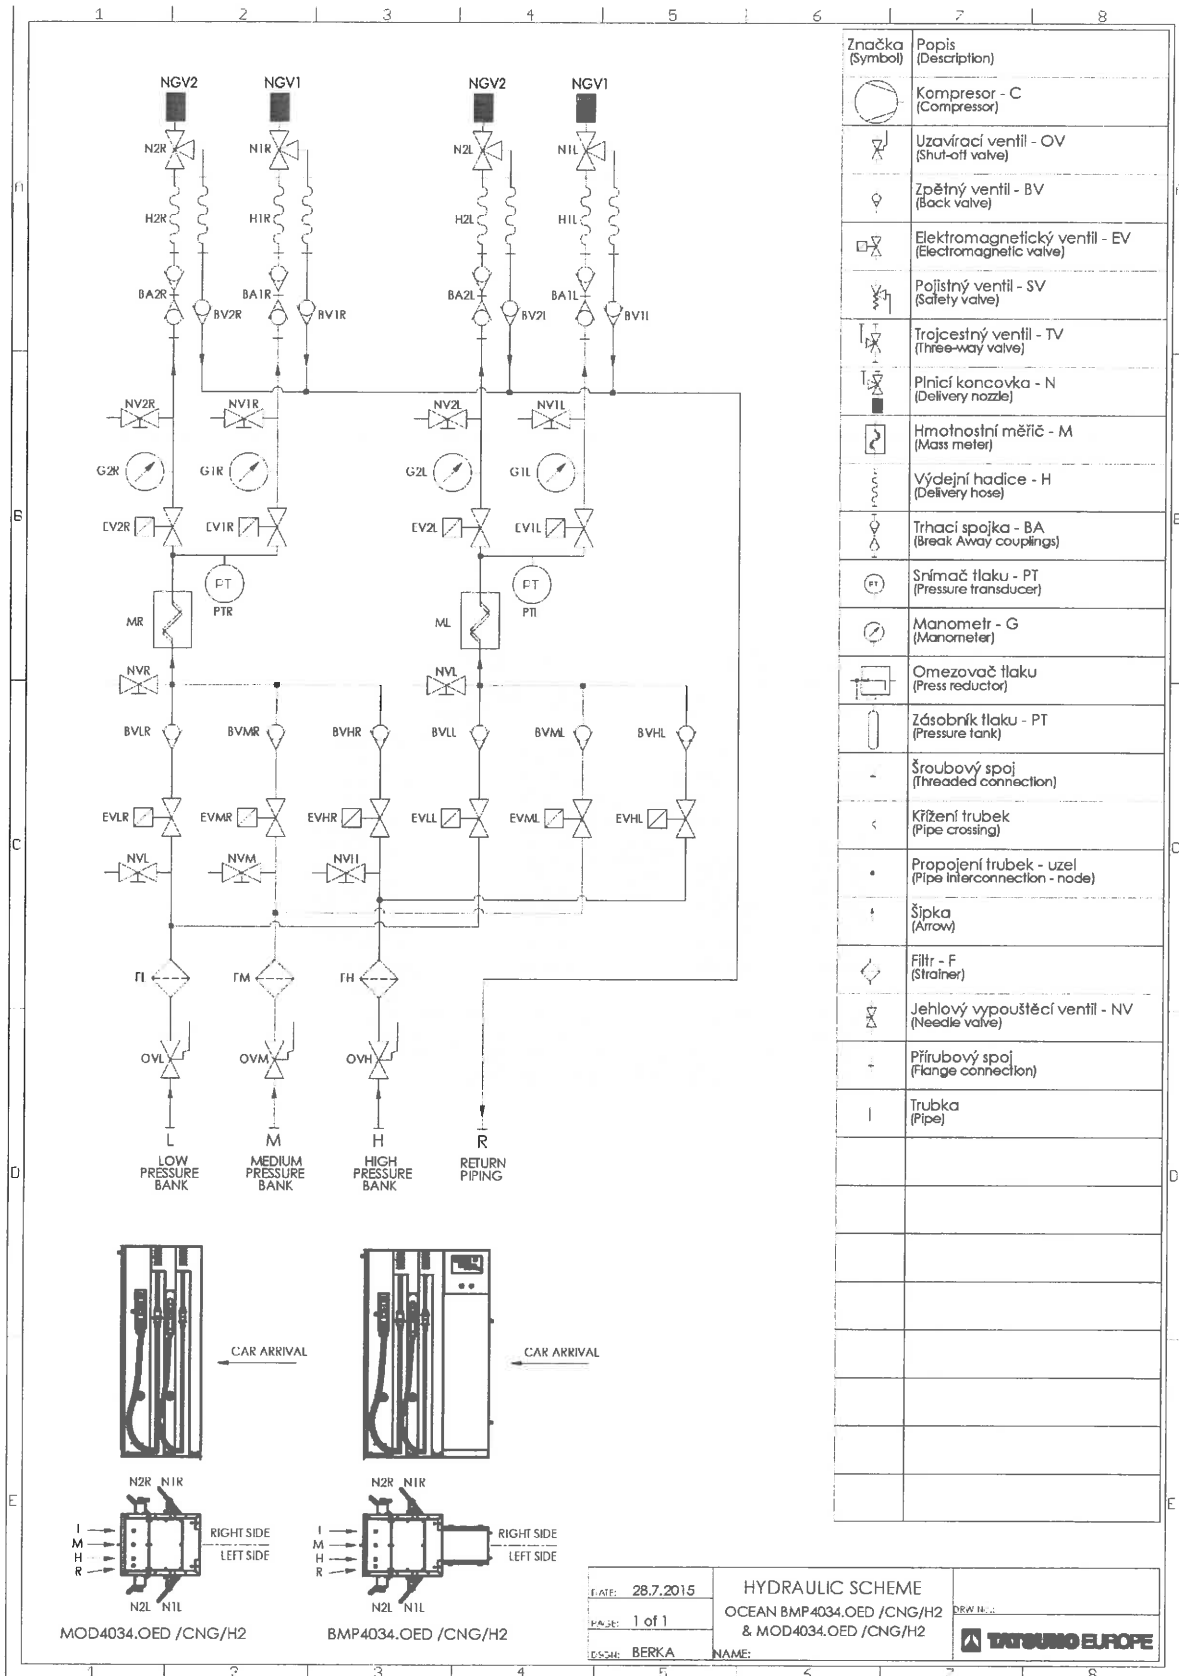 1 2 3 4 5 6 7 8
NGV2 NGV1 NGV2 NGV1
N2R N1R N2L N1L
H2R H1R H2L H1L
BA2R BA1R BA2L BA1L
BV2R BV1R BV2L BV1L
NV2R NV1R NV2L NV1L
G2R G1R G2L G1L
EV2R EV1R EV2L EV1L
PT PT
PTR PTL
MR ML
NVR NVL
BVLR BVMR BVHR BVLL BVML BVHL
EVLR EVMR EVHR EVLL EVML EVHL
NVL NVM NVH
FL FM FH
OVL OVM OVH
L M H R
LOW PRESSURE BANK
MEDIUM PRESSURE BANK
HIGH PRESSURE BANK
RETURN PIPING
Značka (Symbol)
Popis (Description)
Kompresor - C
(Compressor)
Uzavírací ventil - OV
(Shut-off valve)
Zpětný ventil - BV
(Back valve)
Elektromagnetický ventil - EV
(Electromagnetic valve)
Pojistný ventil - SV
(Safety valve)
Trojcestný ventil - TV
(Three-way valve)
Plnicí koncovka - N
(Delivery nozzle)
Hmotnostní měřič - M
(Mass meter)
Výdejní hadice - H
(Delivery hose)
Trhací spojka - BA
(Break Away couplings)
PT
Snímač tlaku - PT
(Pressure transducer)
Manometr - G
(Manometer)
Omezovač tlaku
(Press reductor)
Zásobník tlaku - PT
(Pressure tank)
Šroubový spoj
(Threaded connection)
Křížení trubek
(Pipe crossing)
Propojení trubek - uzel
(Pipe interconnection - node)
Šipka
(Arrow)
Filtr - F
(Strainer)
Jehlový vypouštěcí ventil - NV
(Needle valve)
Přírubový spoj
(Flange connection)
Trubka
(Pipe)
A B C D E
A B C D E
CAR ARRIVAL
CAR ARRIVAL
N2R N1R
L
M
H
R
RIGHT SIDE
LEFT SIDE
N2L N1L
MOD4034.OED /CNG/H2
N2R N1R
L
M
H
R
RIGHT SIDE
LEFT SIDE
N2L N1L
BMP4034.OED /CNG/H2
DATE: 28.7.2015
PAGE: 1 of 1
DSGN: BERKA
HYDRAULIC SCHEME
OCEAN BMP4034.OED /CNG/H2
& MOD4034.OED /CNG/H2
NAME:
DRW No.:
TATSUNO EUROPE
1 2 3 4 5 6 7 8